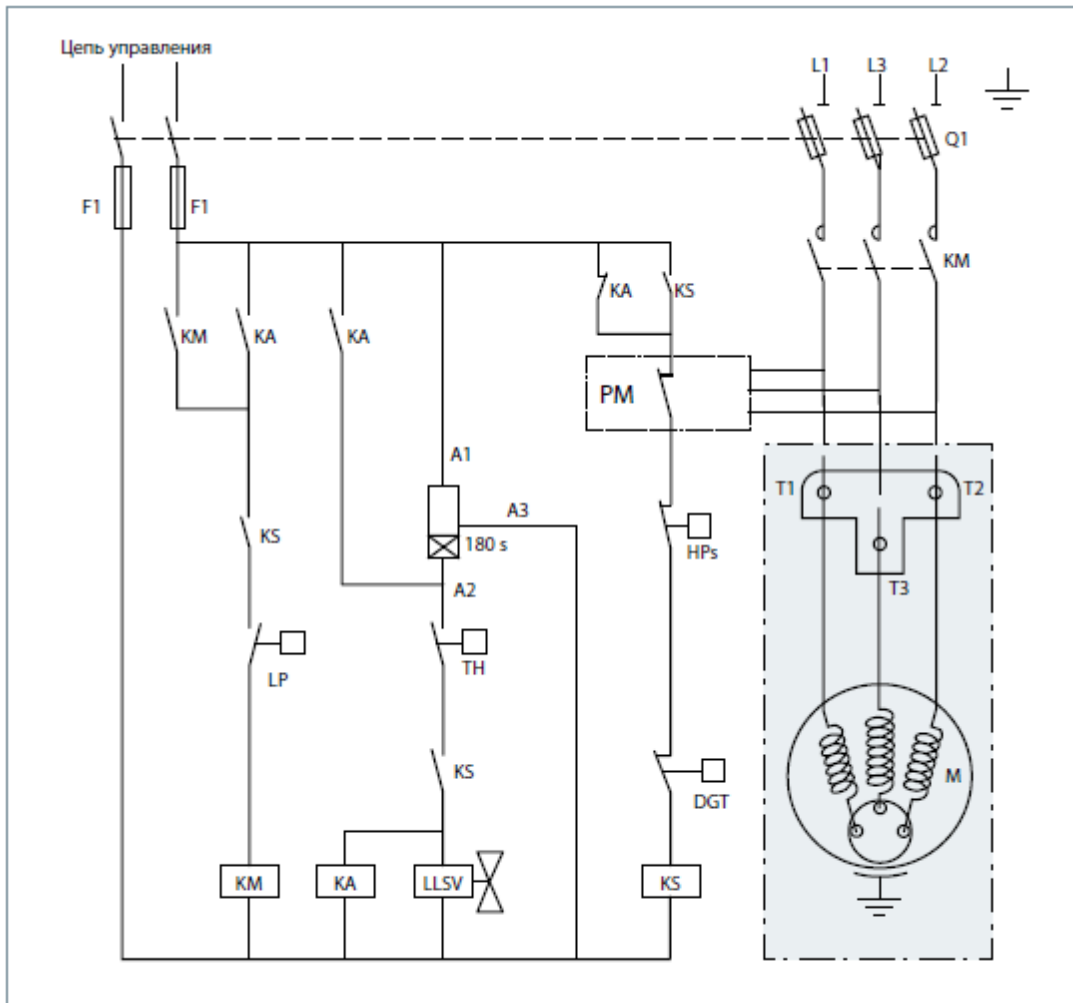 Цепь управления
L1 L3 L2
Q1
F1 F1
KM
KA KS
KM KA KA
PM
A1
T1 T2
A3
KS 180 s
HPs
A2
T3
LP TH
KS M
DGT
KM KA LLSV KS